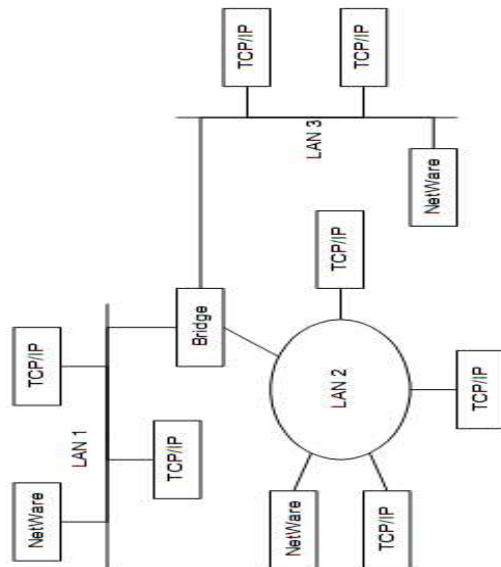 NetWare
TCP/IP
LAN 1
TCP/IP
Bridge
TCP/IP
NetWare
LAN 3
LAN 2
TCP/IP
TCP/IP
TCP/IP
NetWare
TCP/IP